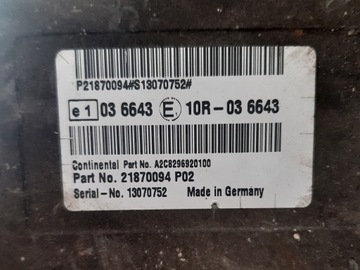 P21870094#S13070752#
e1 03 6643 E 10R-03 6643
Continental Part No. A2C8296920100
Part No. 21870094 P02
Serial-No. 13070752 Made in Germany